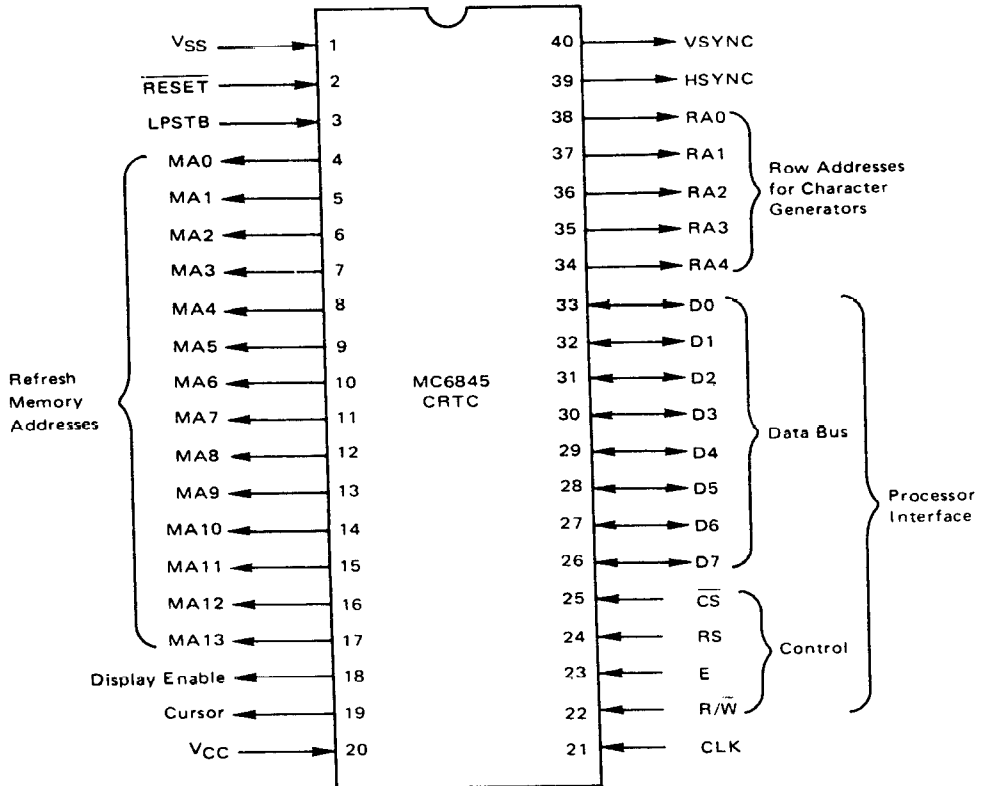 VSS 1
RESET 2
LPSTB 3
MA0 4
MA1 5
MA2 6
MA3 7
MA4 8
MA5 9
MA6 10
MA7 11
MA8 12
MA9 13
MA10 14
MA11 15
MA12 16
MA13 17
Display Enable 18
Cursor 19
VCC 20
Refresh
Memory
Addresses
MC6845
CRTC
40 VSYNC
39 HSYNC
38 RA0
37 RA1
36 RA2
35 RA3
34 RA4
33 D0
32 D1
31 D2
30 D3
29 D4
28 D5
27 D6
26 D7
25 CS
24 RS
23 E
22 R/W
21 CLK
Row Addresses
for Character
Generators
Data Bus
Control
Processor
Interface